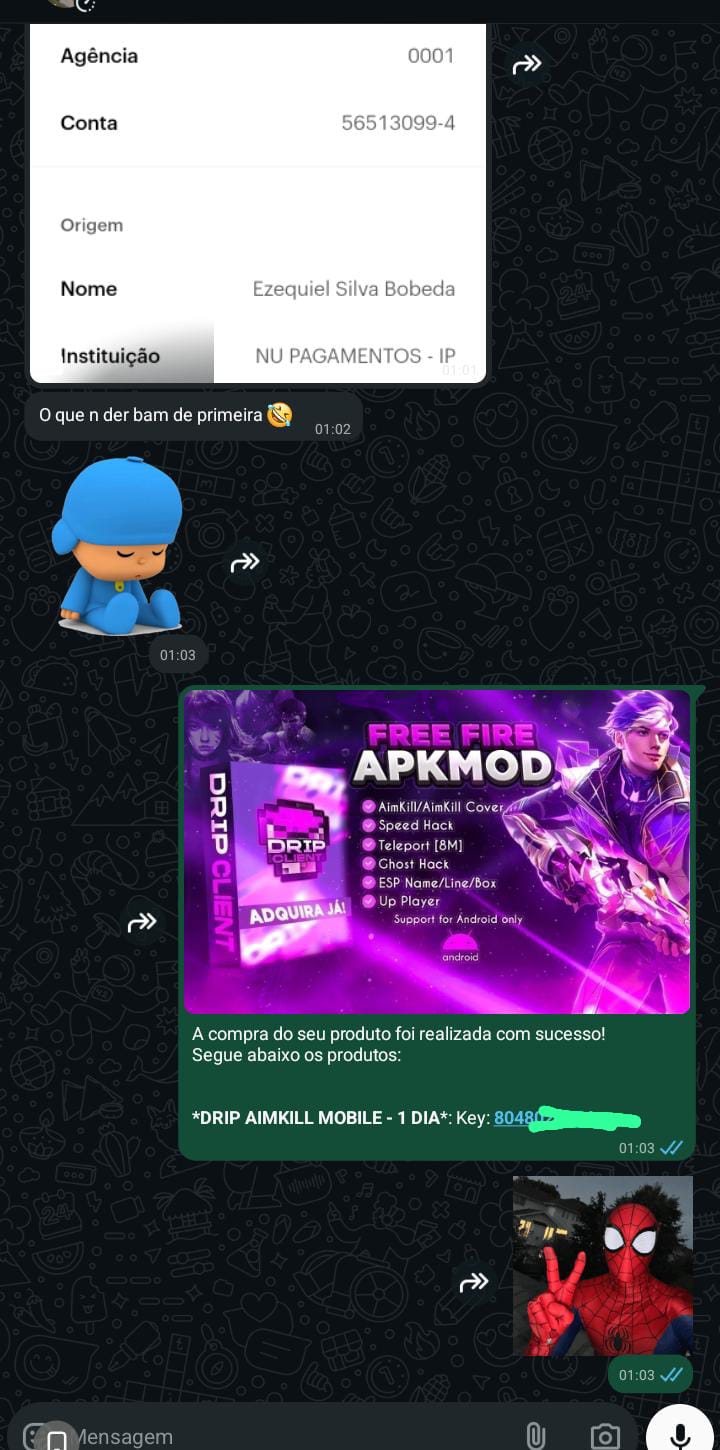 Agência 0001
Conta 56513099-4
Origem
Nome Ezequiel Silva Bobeda
Instituição NU PAGAMENTOS - IP
01:01
O que n der bam de primeira 🤣
01:02
01:03
FREE FIRE
APKMOD
AimKill/AimKill Cover
Speed Hack
Teleport [8M]
Ghost Hack
ESP Name/Line/Box
Up Player
Support for Android only
android
DRIP CLIENT
DRIP
CLIENT
ADQUIRA JÁ!
A compra do seu produto foi realizada com sucesso!
Segue abaixo os produtos:
*DRIP AIMKILL MOBILE - 1 DIA*: Key: 80480
01:03
01:03
Mensagem